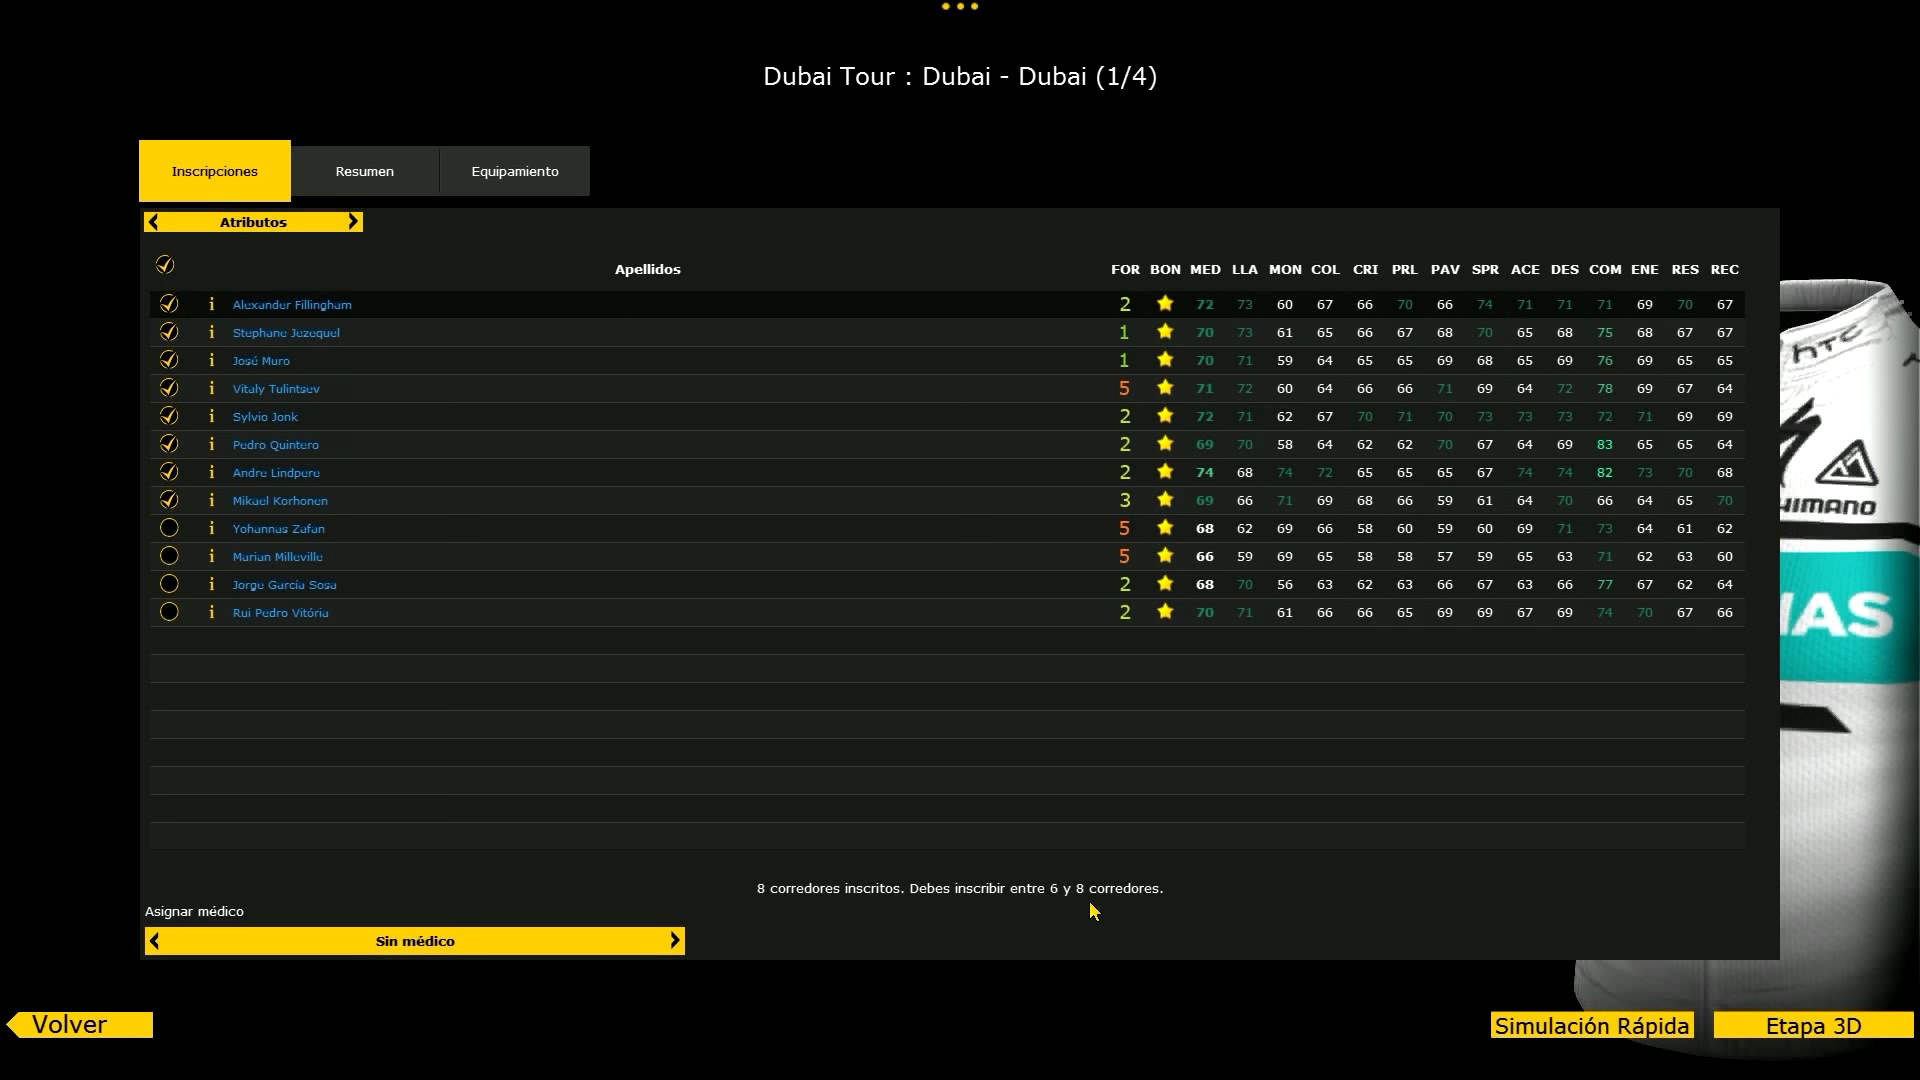 Dubai Tour : Dubai - Dubai (1/4)
Inscripciones Resumen Equipamiento
Atributos
Apellidos FOR BON MED LLA MON COL CRI PRL PAV SPR ACE DES COM ENE RES REC
i Alexander Fillingham 2 72 73 60 67 66 70 66 74 71 71 71 69 70 67
i Stephane Jezequel 1 70 73 61 65 66 67 68 70 65 68 75 68 67 67
i José Muro 1 70 71 59 64 65 65 69 68 65 69 76 69 65 65
i Vitaly Tulintsev 5 71 72 60 64 66 66 71 69 64 72 78 69 67 64
i Sylvio Jonk 2 72 71 62 67 70 71 70 73 73 73 72 71 69 69
i Pedro Quintero 2 69 70 58 64 62 62 70 67 64 69 83 65 65 64
i Andre Lindpere 2 74 68 74 72 65 65 65 67 74 74 82 73 70 68
i Mikael Korhonen 3 69 66 71 69 68 66 59 61 64 70 66 64 65 70
i Yohannas Zafan 5 68 62 69 66 58 60 59 60 69 71 73 64 61 62
i Marian Milleville 5 66 59 69 65 58 58 57 59 65 63 71 62 63 60
i Jorge García Sosa 2 68 70 56 63 62 63 66 67 63 66 77 67 62 64
i Rui Pedro Vitória 2 70 71 61 66 66 65 69 69 67 69 74 70 67 66
hTC
HIMANO
8 corredores inscritos. Debes inscribir entre 6 y 8 corredores.
Asignar médico
Sin médico
Volver
Simulación Rápida
Etapa 3D